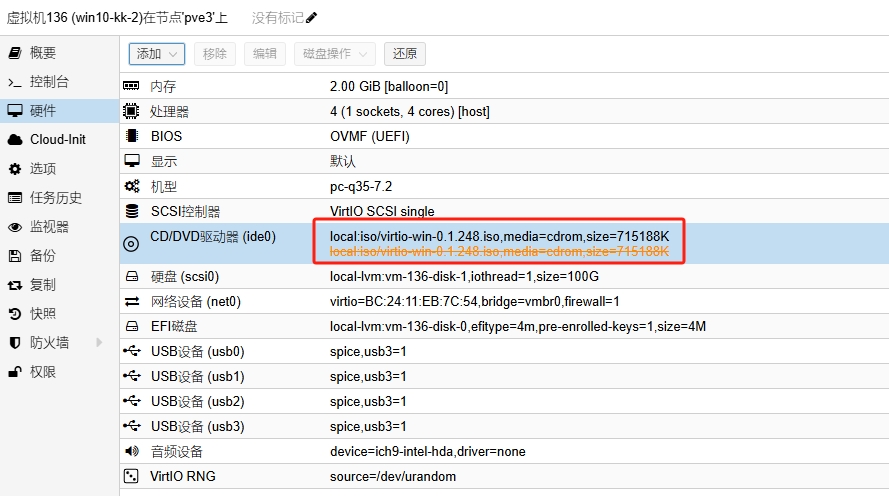 虚拟机136 (win10-kk-2)在节点'pve3'上 没有标记
概要
控制台
硬件
Cloud-Init
选项
任务历史
监视器
备份
复制
快照
防火墙
权限
添加 移除 编辑 磁盘操作 还原
内存 2.00 GiB [balloon=0]
处理器 4 (1 sockets, 4 cores) [host]
BIOS OVMF (UEFI)
显示 默认
机型 pc-q35-7.2
SCSI控制器 VirtIO SCSI single
CD/DVD驱动器 (ide0) local:iso/virtio-win-0.1.248.iso,media=cdrom,size=715188K
local:iso/virtio-win-0.1.248.iso,media=cdrom,size=715188K
硬盘 (scsi0) local-lvm:vm-136-disk-1,iothread=1,size=100G
网络设备 (net0) virtio=BC:24:11:EB:7C:54,bridge=vmbr0,firewall=1
EFI磁盘 local-lvm:vm-136-disk-0,efitype=4m,pre-enrolled-keys=1,size=4M
USB设备 (usb0) spice,usb3=1
USB设备 (usb1) spice,usb3=1
USB设备 (usb2) spice,usb3=1
USB设备 (usb3) spice,usb3=1
音频设备 device=ich9-intel-hda,driver=none
VirtIO RNG source=/dev/urandom